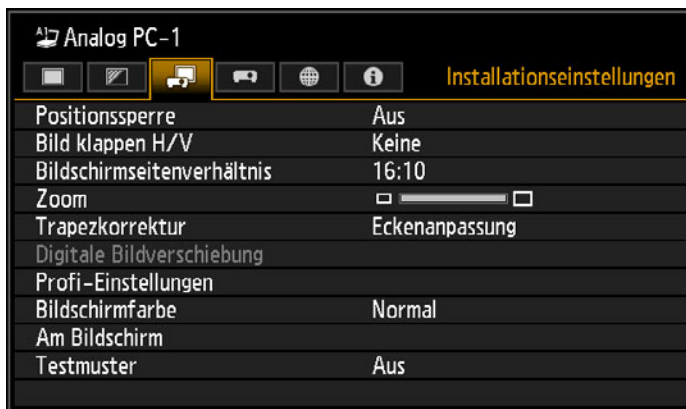 Analog PC-1
Installationseinstellungen
Positionssperre Aus
Bild klappen H/V Keine
Bildschirmseitenverhältnis 16:10
Zoom
Trapezkorrektur Eckenanpassung
Digitale Bildverschiebung
Profi-Einstellungen
Bildschirmfarbe Normal
Am Bildschirm
Testmuster Aus